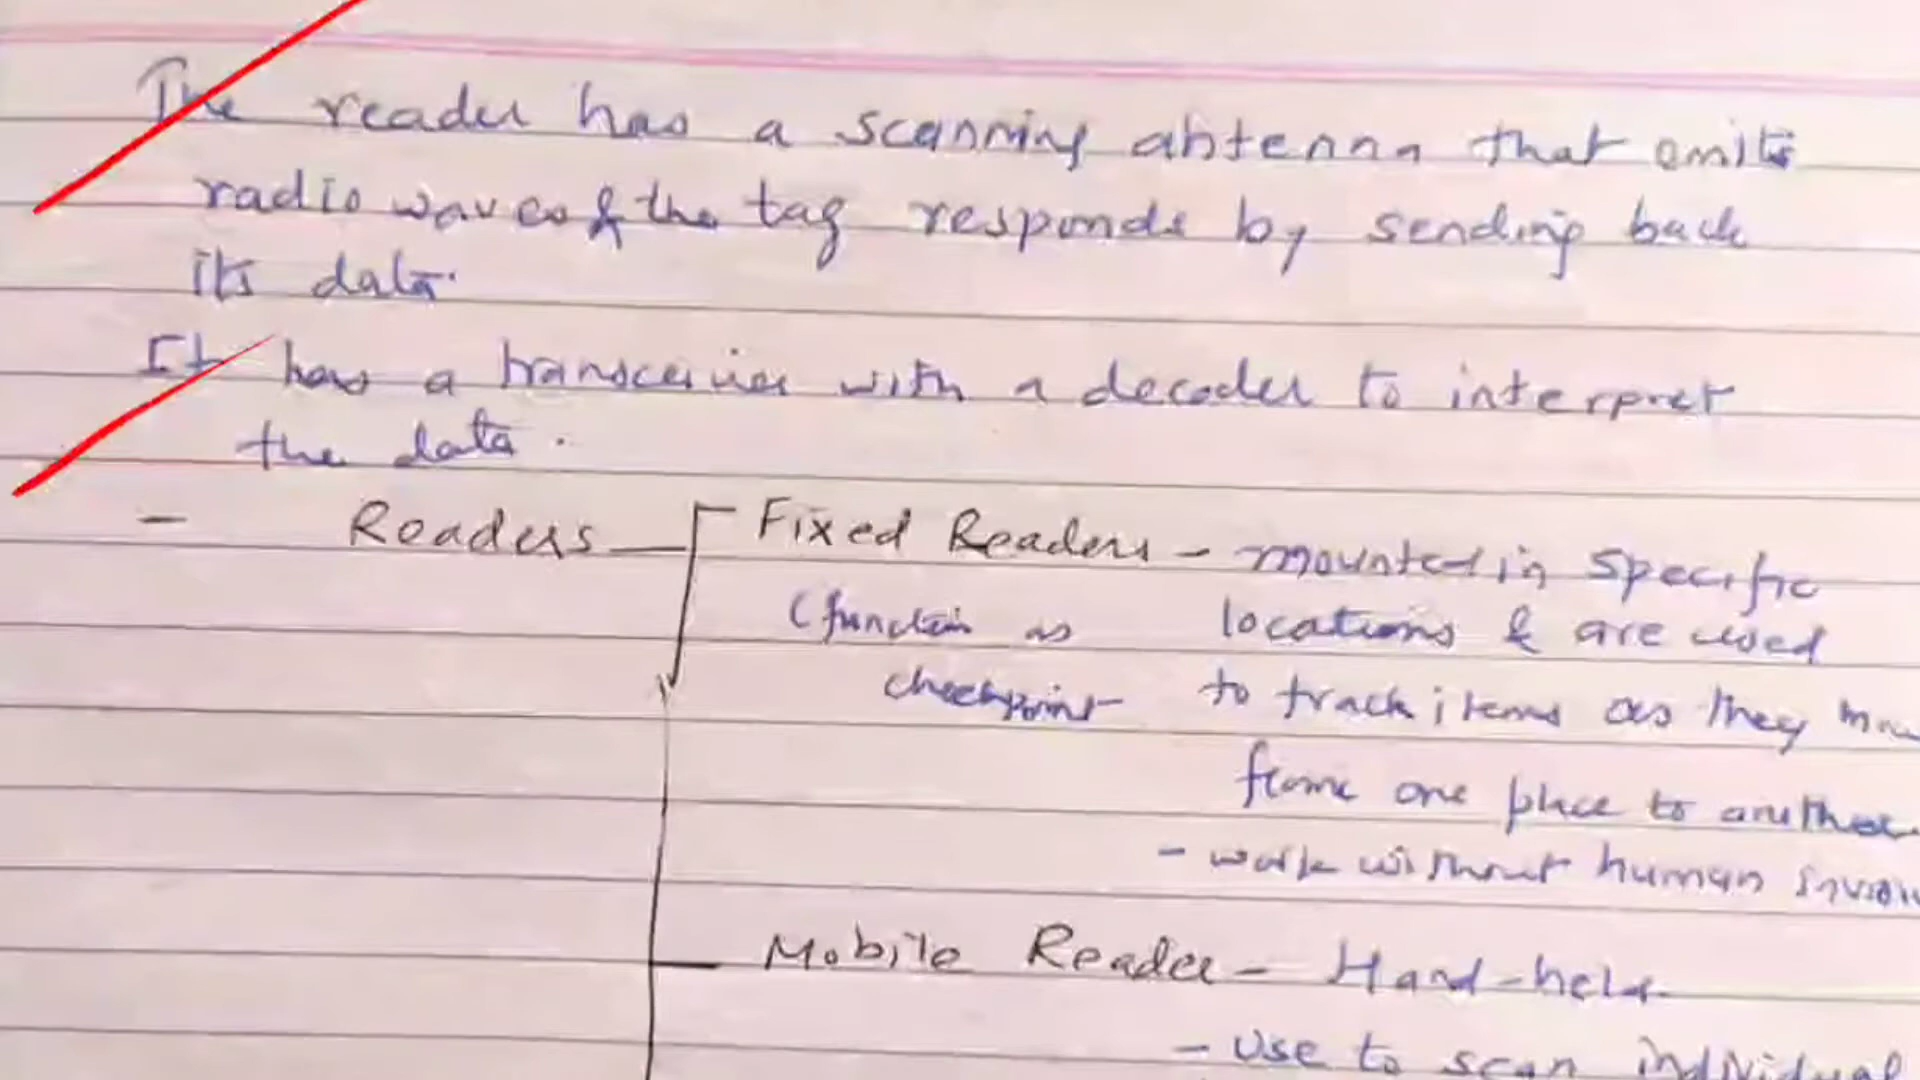 The reader has a scanning antenna that emits
radio waves & the tag responds by sending back
its data.
It has a transceiver with a decoder to interpret
the data.
- Readers
Fixed Readers - mounted in specific
(function as locations & are used
checkpoint to track items as they
from one place to another
- work without human
Mobile Reader - Hand-held
- use to scan individual